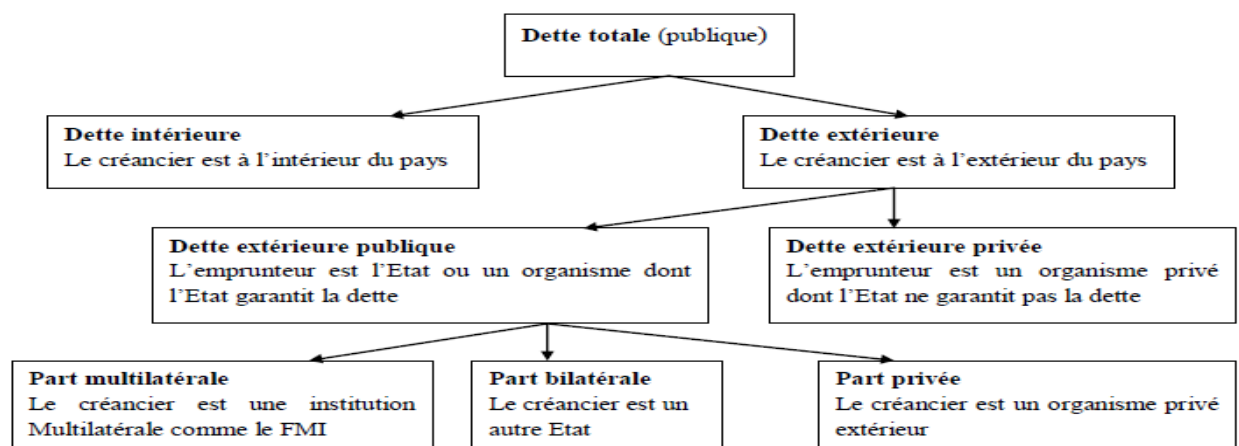 Dette totale (publique)
Dette intérieure
Le créancier est à l'intérieur du pays
Dette extérieure
Le créancier est à l'extérieur du pays
Dette extérieure publique
L'emprunteur est l'Etat ou un organisme dont
l'Etat garantit la dette
Dette extérieure privée
L'emprunteur est un organisme privé
dont l'Etat ne garantit pas la dette
Part multilatérale
Le créancier est une institution
Multilatérale comme le FMI
Part bilatérale
Le créancier est un
autre Etat
Part privée
Le créancier est un organisme privé
extérieur